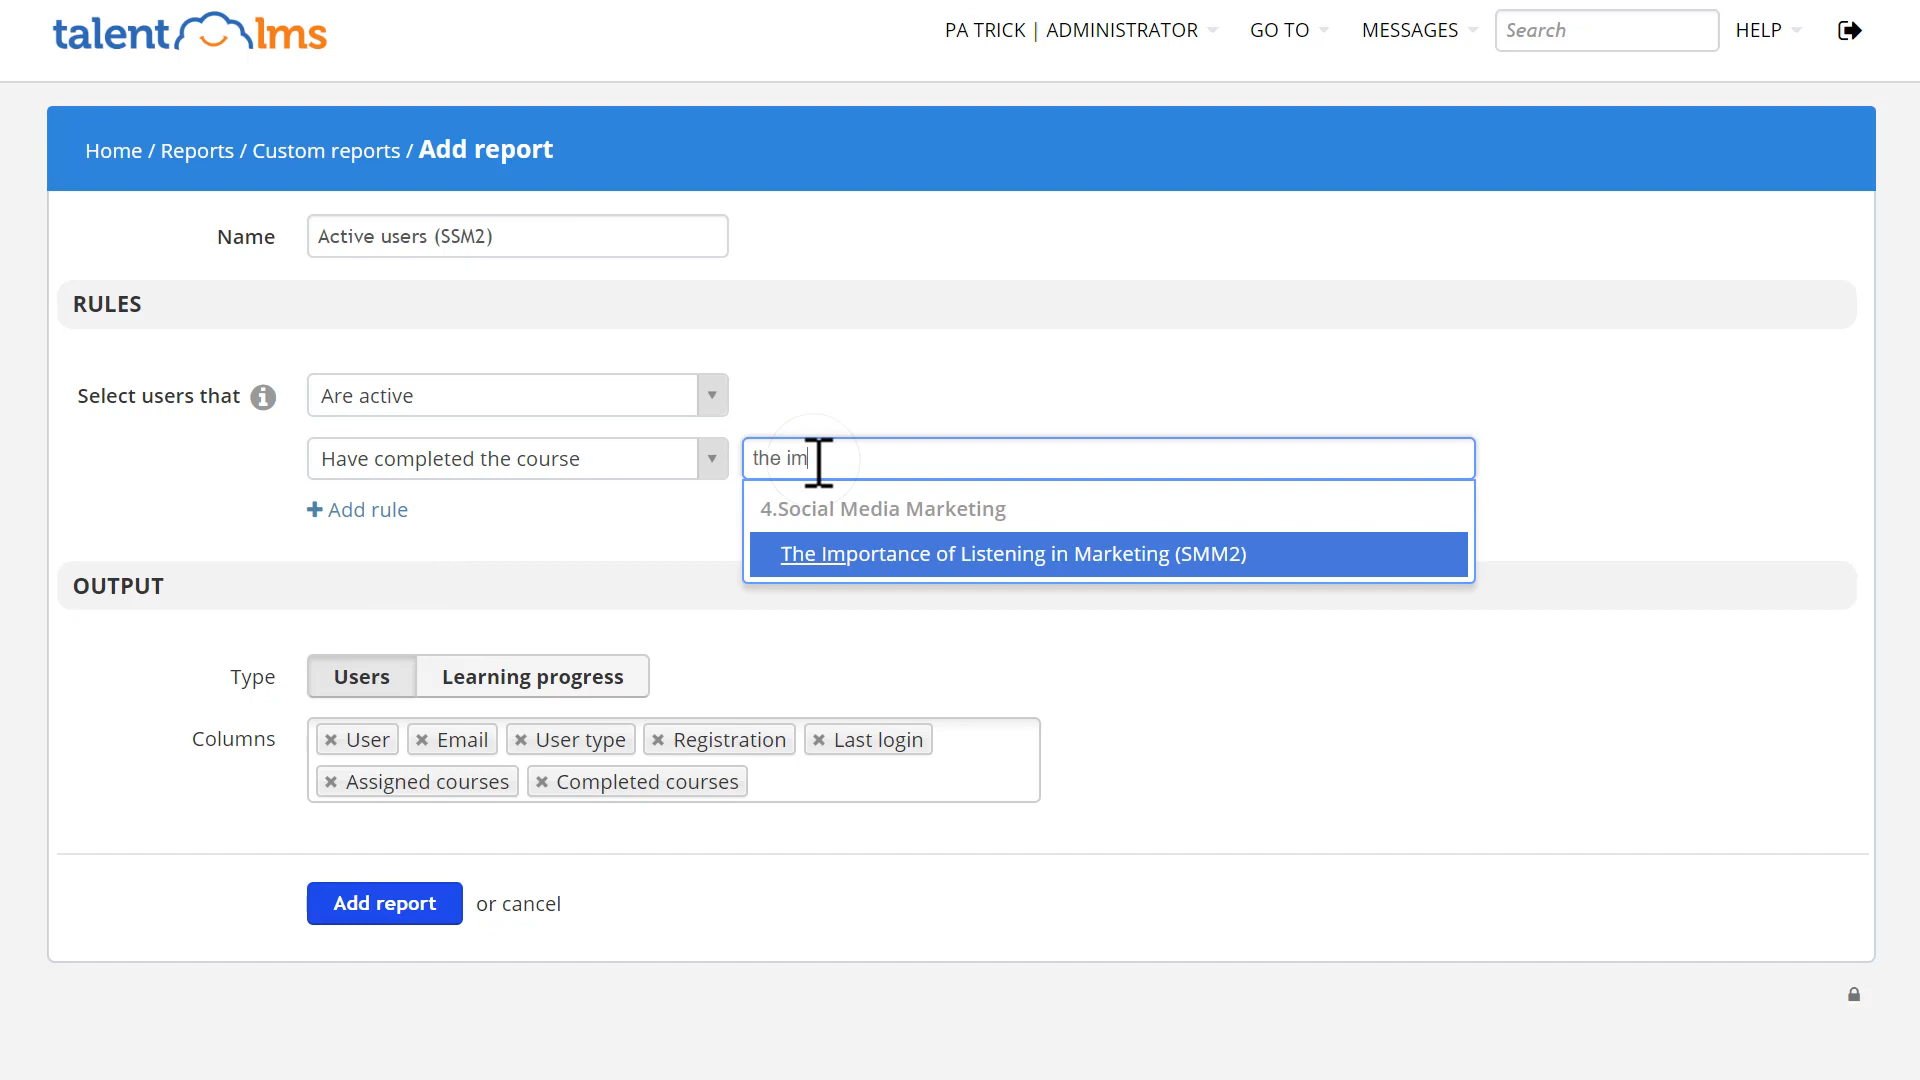 talentlms
PA TRICK | ADMINISTRATOR GO TO MESSAGES Search HELP
Home / Reports / Custom reports / Add report
Name Active users (SSM2)
RULES
Select users that Are active
Have completed the course the im
4.Social Media Marketing
+ Add rule
The Importance of Listening in Marketing (SMM2)
OUTPUT
Type Users Learning progress
Columns × User × Email × User type × Registration × Last login
× Assigned courses × Completed courses
Add report or cancel